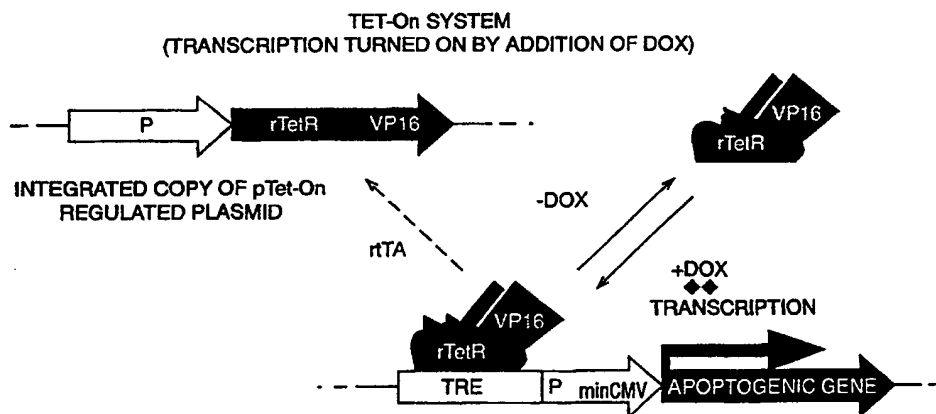 TET-On SYSTEM
(TRANSCRIPTION TURNED ON BY ADDITION OF DOX)
P
rTetR VP16
VP16
rTetR
INTEGRATED COPY OF pTet-On
REGULATED PLASMID
-DOX
rtTA
+DOX
TRANSCRIPTION
VP16
rTetR
TRE P minCMV APOPTOGENIC GENE